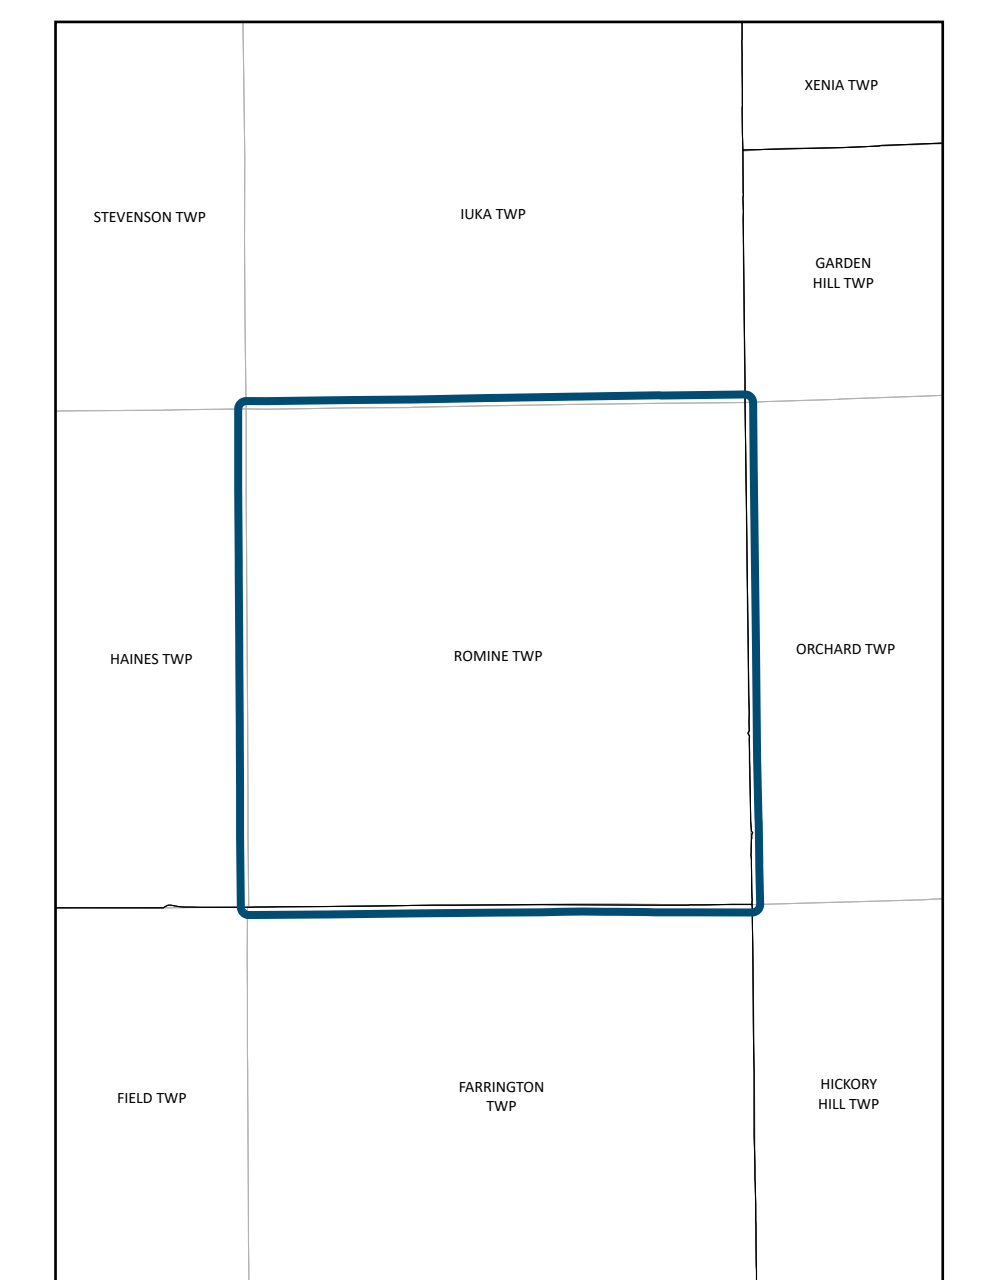 XENIA TWP
STEVENSON TWP
IUKA TWP
GARDEN
HILL TWP
HAINES TWP
ROMINE TWP
ORCHARD TWP
FIELD TWP
FARRINGTON
TWP
HICKORY
HILL TWP